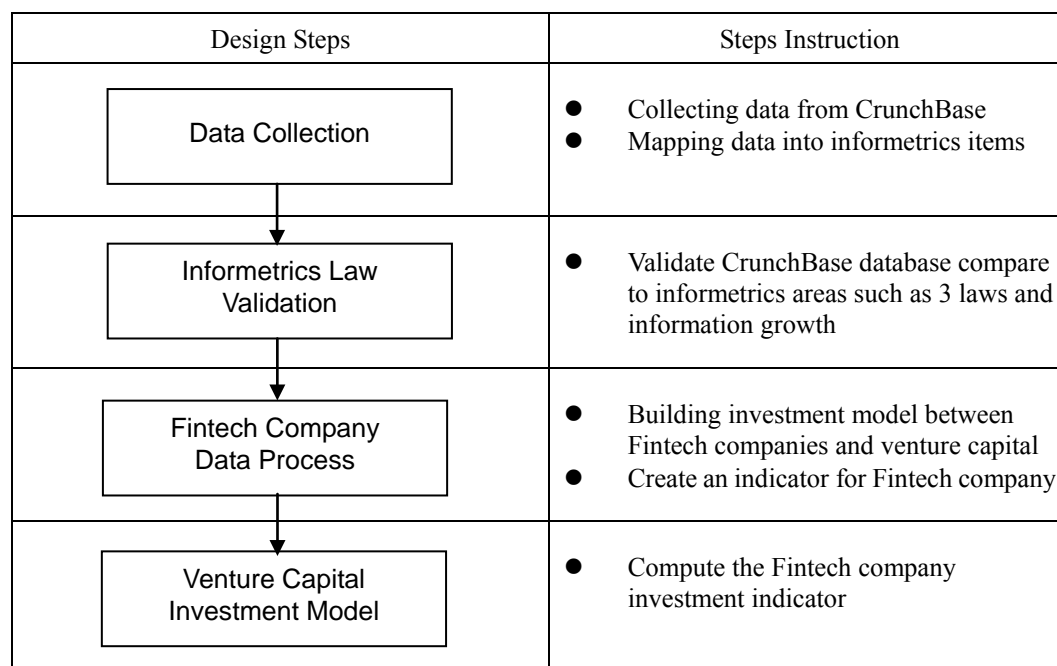 Design Steps
Steps Instruction
Data Collection
● Collecting data from CrunchBase
● Mapping data into informetrics items
Informetrics Law
Validation
● Validate CrunchBase database compare
to informetrics areas such as 3 laws and
information growth
Fintech Company
Data Process
● Building investment model between
Fintech companies and venture capital
● Create an indicator for Fintech company
Venture Capital
Investment Model
● Compute the Fintech company
investment indicator